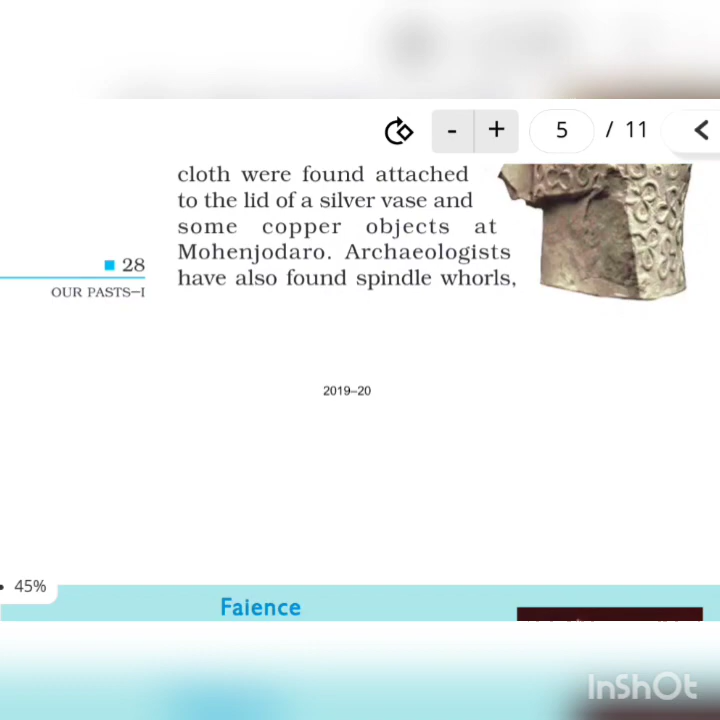 - + 5 / 11 <
cloth were found attached
to the lid of a silver vase and
some copper objects at
Mohenjodaro. Archaeologists
have also found spindle whorls,
28
OUR PASTS—I
2019–20
45%
Faience
InShOt